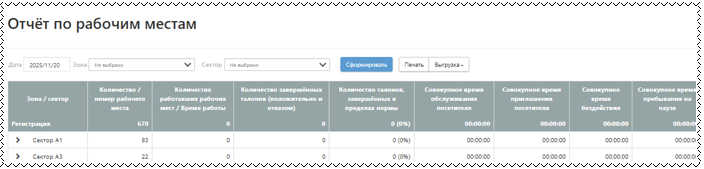 Отчёт по рабочим местам
Дата 2025/11/20 Зона Не выбрано Сектор Не выбрано Сформировать Печать Выгрузка
Зона / сектор
Количество /
номер рабочего
места
Количество
работавших рабочих
мест / Время работы
Количество завершённых
талонов (положительно и
отказом)
Количество талонов,
завершённых в
пределах нормы
Совокупное время
обслуживания
посетителя
Совокупное время
приглашения
посетителя
Совокупное
время
бездействия
Совокупное время
пребывания на
паузе
Регистрация 670 0 0 0 (0%) 00:00:00 00:00:00 00:00:00 00:00:00
Сектор A1 83 0 0 0 (0%) 00:00:00 00:00:00 00:00:00 00:00:00
Сектор A3 22 0 0 0 (0%) 00:00:00 00:00:00 00:00:00 00:00:00